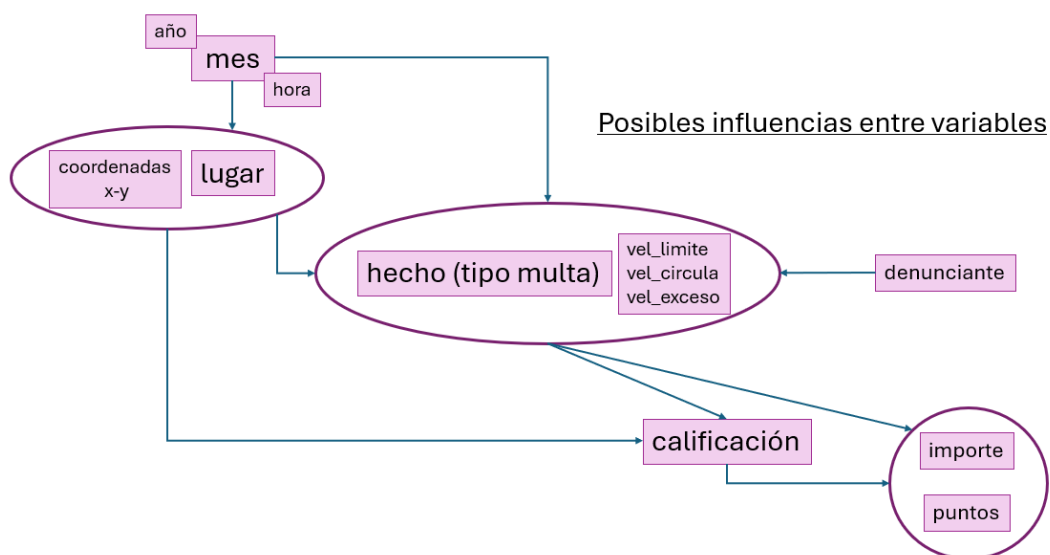 año
mes
hora
Posibles influencias entre variables
coordenadas
x-y
lugar
hecho (tipo multa)
vel_limite
vel_circula
vel_exceso
denunciante
calificación
importe
puntos